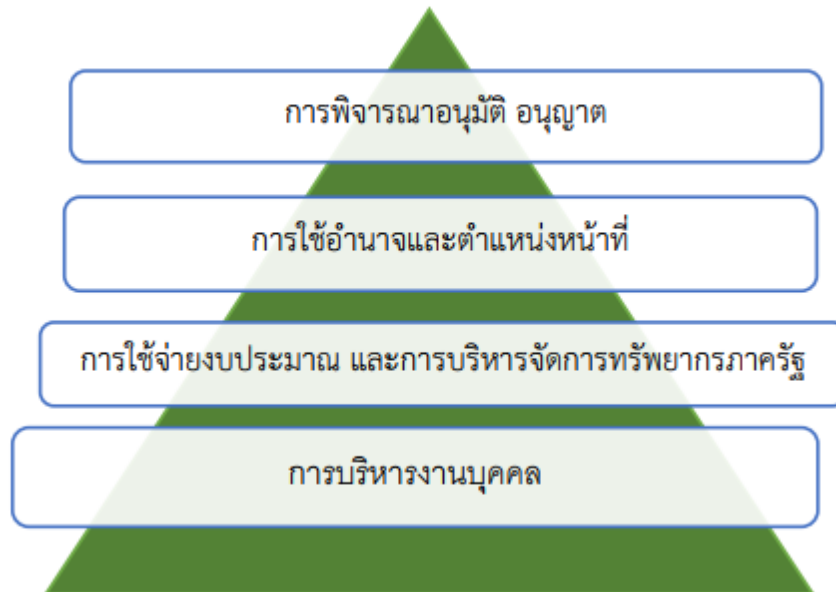 การพิจารณาอนุมัติ อนุญาต
การใช้อำนาจและตำแหน่งหน้าที่
การใช้จ่ายงบประมาณ และการบริหารจัดการทรัพยากรภาครัฐ
การบริหารงานบุคคล